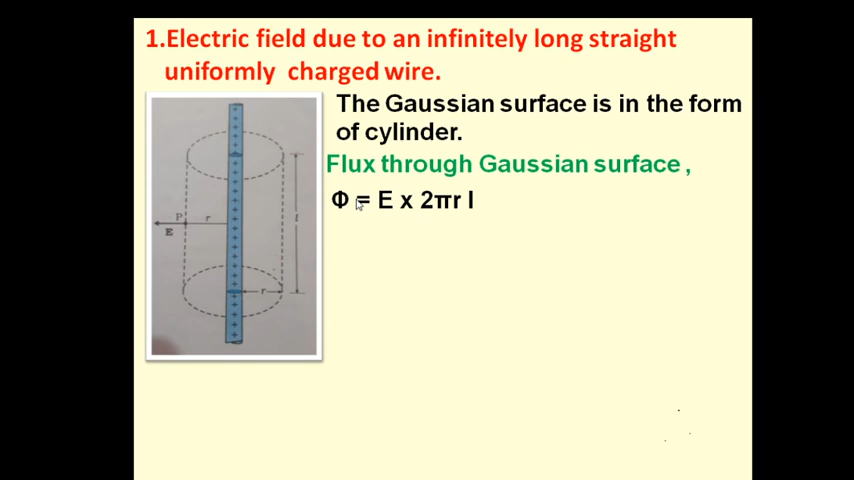 1.Electric field due to an infinitely long straight
uniformly charged wire.
The Gaussian surface is in the form
of cylinder.
Flux through Gaussian surface ,
Φ = E x 2πr l
P
r
l
E
r